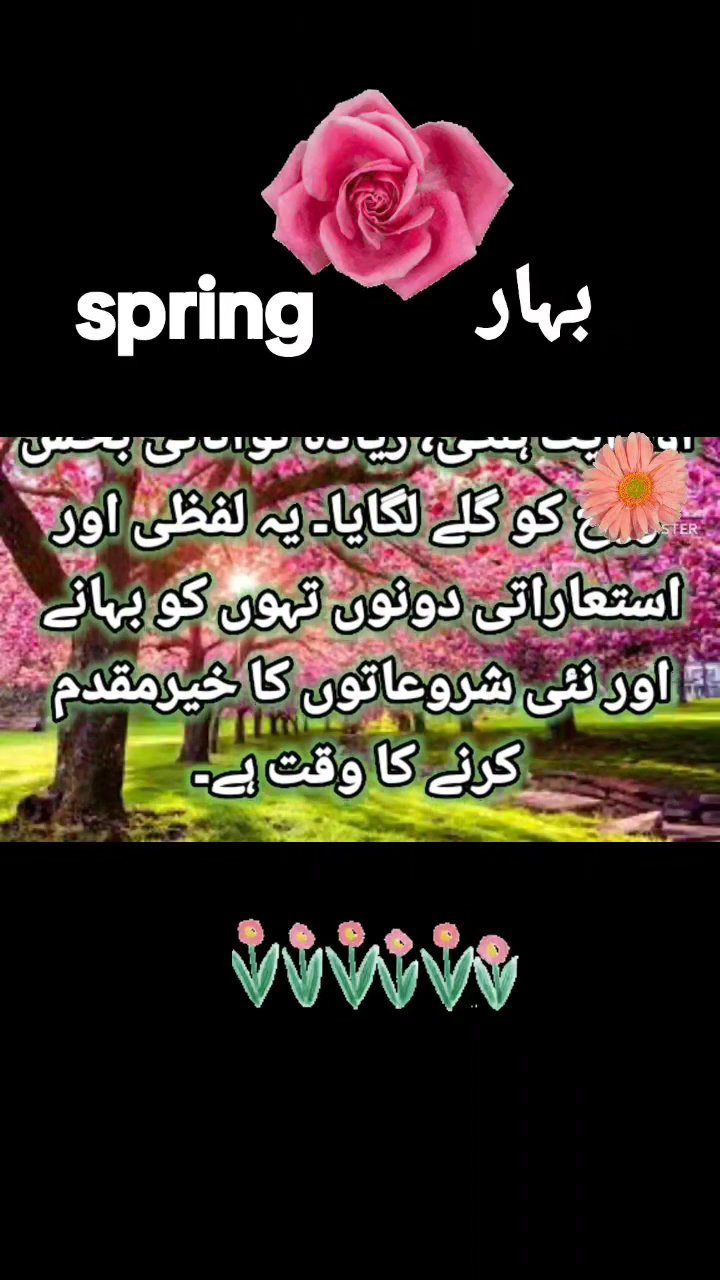 spring
بہار
کو گلے لگایا۔ یہ لفظی اور
استعاراتی دونوں تہوں کو بہانے
اور نئی شروعاتوں کا خیرمقدم
کرنے کا وقت ہے۔